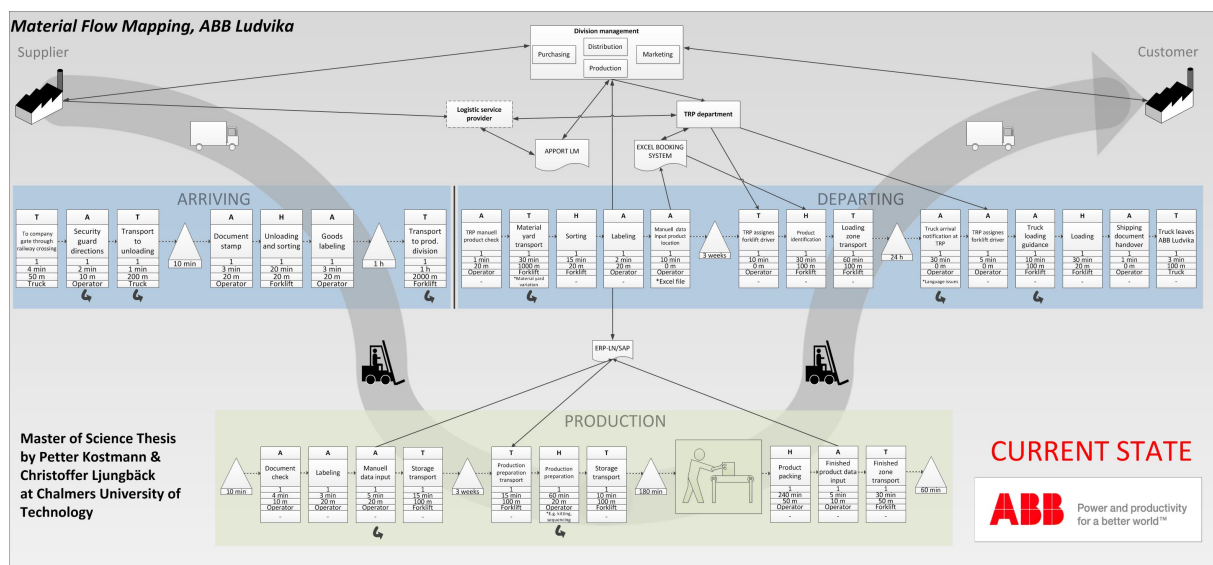 Material Flow Mapping, ABB Ludvika
Supplier
Customer
Division management
Purchasing
Distribution
Marketing
Production
Logistic service
provider
TRP department
APPORT LM
EXCEL BOOKING
SYSTEM
ARRIVING
T
To company
gate through
railway crossing
1
4 min
50 m
Truck
A
Security
guard
directions
1
2 min
10 m
Operator
T
Transport
to
unloading
1
1 min
200 m
Truck
10 min
A
Document
stamp
1
3 min
20 m
Operator
H
Unloading
and sorting
1
20 min
20 m
Forklift
A
Goods
labeling
1
3 min
20 m
Operator
1 h
T
Transport
to prod.
division
1
1 h
2000 m
Forklift
DEPARTING
A
TRP manuell
product check
1
1 min
20 m
Operator
-
T
Material
yard
transport
1
30 min
1000 m
Forklift
*Material yard
variation
H
Sorting
1
15 min
20 m
Forklift
-
A
Labeling
1
2 min
20 m
Operator
-
A
Manuell data
input product
location
1
10 min
0 m
Operator
*Excel file
3 weeks
T
TRP assignes
forklift driver
1
10 min
0 m
Operator
-
H
Product
identification
1
30 min
100 m
Forklift
-
T
Loading
zone
transport
1
60 min
100 m
Forklift
-
24 h
A
Truck arrival
notification at
TRP
1
30 min
0 m
Operator
*Language issues
A
TRP assignes
forklift driver
1
5 min
0 m
Operator
-
A
Truck
loading
guidance
1
10 min
100 m
Forklift
-
H
Loading
1
30 min
20 m
Forklift
-
A
Shipping
document
handover
1
1 min
0 m
Operator
-
T
Truck leaves
ABB Ludvika
1
3 min
100 m
Truck
-
ERP-LN/SAP
PRODUCTION
10 min
A
Document
check
1
4 min
10 m
Operator
-
A
Labeling
1
3 min
20 m
Operator
-
A
Manuell
data input
1
5 min
20 m
Operator
-
T
Storage
transport
1
15 min
100 m
Forklift
-
3 weeks
T
Production
preparation
transport
1
15 min
100 m
Forklift
-
H
Production
preparation
1
60 min
20 m
Operator
*E.g. kitting,
sequencing
T
Storage
transport
1
10 min
100 m
Forklift
-
180 min
H
Product
packing
1
240 min
50 m
Operator
-
A
Finished
product data
input
1
5 min
10 m
Operator
-
T
Finished
zone
transport
1
30 min
50 m
Forklift
-
60 min
Master of Science Thesis
by Petter Kostmann &
Christoffer Ljungbäck
at Chalmers University of
Technology
CURRENT STATE
ABB
Power and productivity
for a better world™